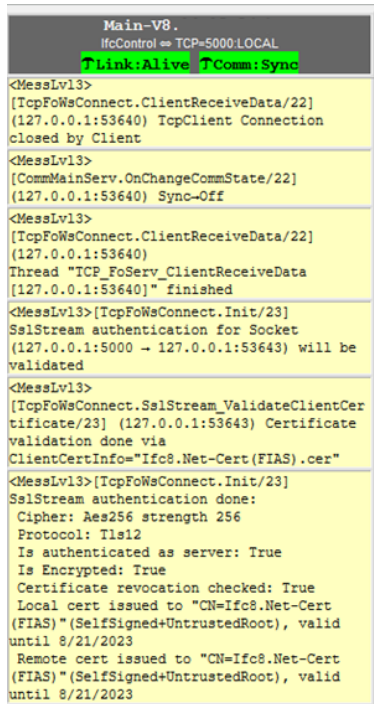 Main-V8.
IfcControl ⇔ TCP=5000:LOCAL
↑Link:Alive ↑Comm:Sync
<MessLvl3>
[TcpFoWsConnect.ClientReceiveData/22]
(127.0.0.1:53640) TcpClient Connection
closed by Client
<MessLvl3>
[CommMainServ.OnChangeCommState/22]
(127.0.0.1:53640) Sync→Off
<MessLvl3>
[TcpFoWsConnect.ClientReceiveData/22]
(127.0.0.1:53640)
Thread "TCP_FoServ_ClientReceiveData
[127.0.0.1:53640]" finished
<MessLvl3>[TcpFoWsConnect.Init/23]
SslStream authentication for Socket
(127.0.0.1:5000 → 127.0.0.1:53643) will be
validated
<MessLvl3>
[TcpFoWsConnect.SslStream_ValidateClientCer
tificate/23] (127.0.0.1:53643) Certificate
validation done via
ClientCertInfo="Ifc8.Net-Cert(FIAS).cer"
<MessLvl3>[TcpFoWsConnect.Init/23]
SslStream authentication done:
Cipher: Aes256 strength 256
Protocol: Tls12
Is authenticated as server: True
Is Encrypted: True
Certificate revocation checked: True
Local cert issued to "CN=Ifc8.Net-Cert
(FIAS)"(SelfSigned+UntrustedRoot), valid
until 8/21/2023
Remote cert issued to "CN=Ifc8.Net-Cert
(FIAS)"(SelfSigned+UntrustedRoot), valid
until 8/21/2023